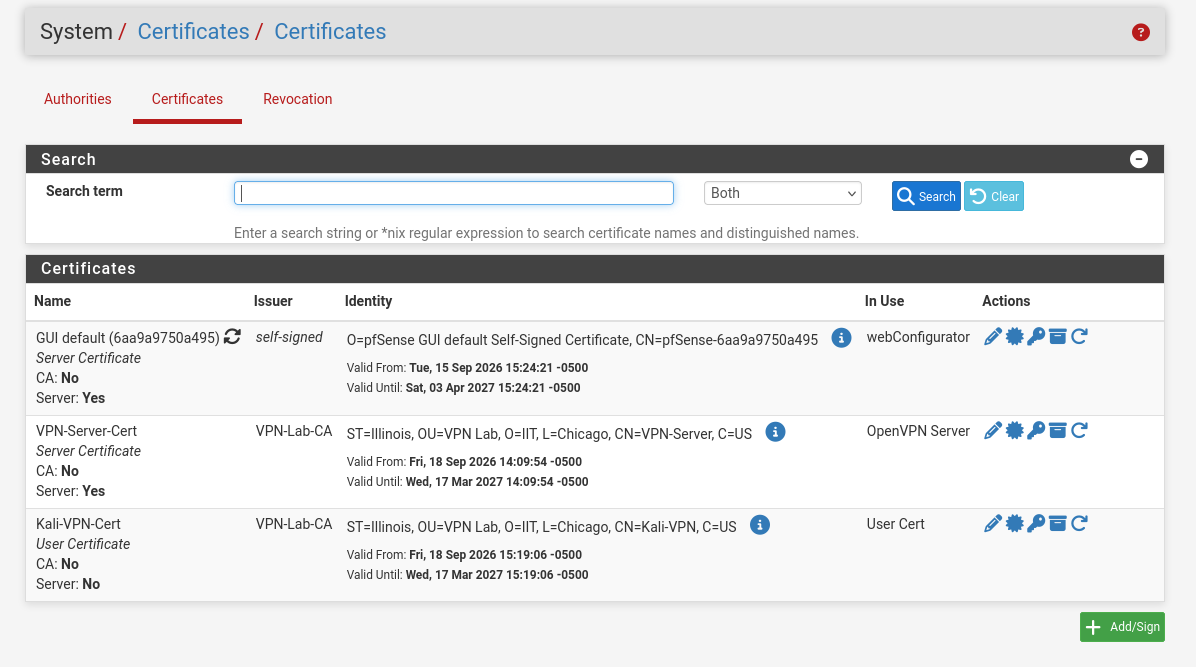 System / Certificates / Certificates
Authorities Certificates Revocation
Search
Search term Both Search Clear
Enter a search string or *nix regular expression to search certificate names and distinguished names.
Certificates
Name Issuer Identity In Use Actions
GUI default (6aa9a9750a495) self-signed O=pfSense GUI default Self-Signed Certificate, CN=pfSense-6aa9a9750a495 webConfigurator
Server Certificate
CA: No
Server: Yes
Valid From: Tue, 15 Sep 2026 15:24:21 -0500
Valid Until: Sat, 03 Apr 2027 15:24:21 -0500
VPN-Server-Cert VPN-Lab-CA ST=Illinois, OU=VPN Lab, O=IIT, L=Chicago, CN=VPN-Server, C=US OpenVPN Server
Server Certificate
CA: No
Server: Yes
Valid From: Fri, 18 Sep 2026 14:09:54 -0500
Valid Until: Wed, 17 Mar 2027 14:09:54 -0500
Kali-VPN-Cert VPN-Lab-CA ST=Illinois, OU=VPN Lab, O=IIT, L=Chicago, CN=Kali-VPN, C=US User Cert
User Certificate
CA: No
Server: No
Valid From: Fri, 18 Sep 2026 15:19:06 -0500
Valid Until: Wed, 17 Mar 2027 15:19:06 -0500
Add/Sign